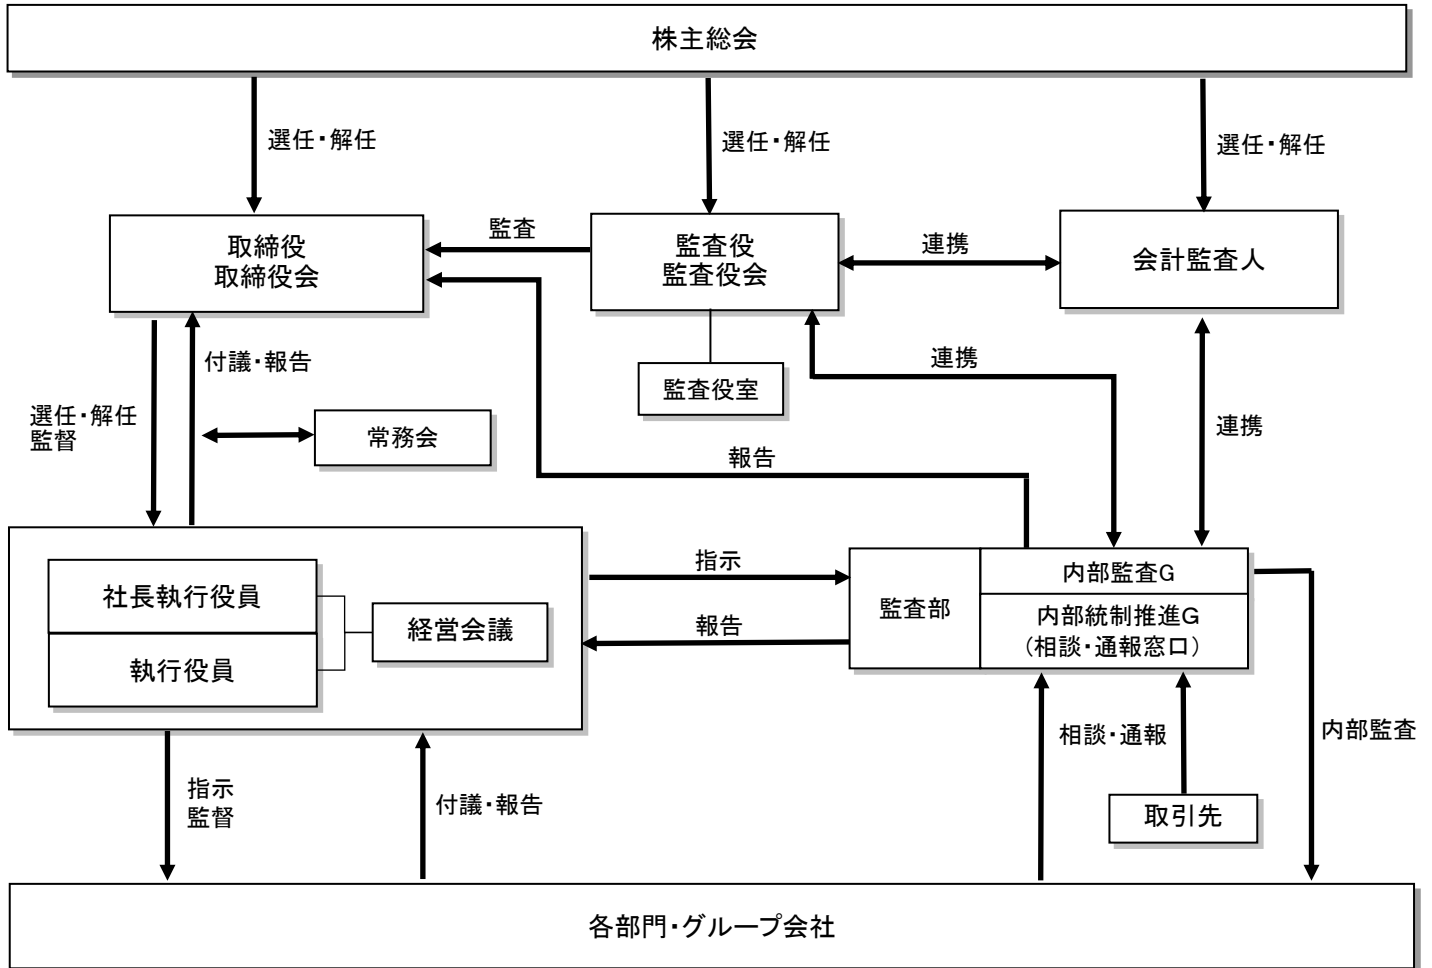 株主総会
選任・解任
選任・解任
選任・解任
取締役
取締役会
監査
監査役
監査役会
連携
会計監査人
付議・報告
監査役室
連携
選任・解任
監督
常務会
報告
連携
社長執行役員
執行役員
経営会議
指示
報告
監査部
内部監査G
内部統制推進G
（相談・通報窓口）
指示
監督
付議・報告
相談・通報
取引先
内部監査
各部門・グループ会社